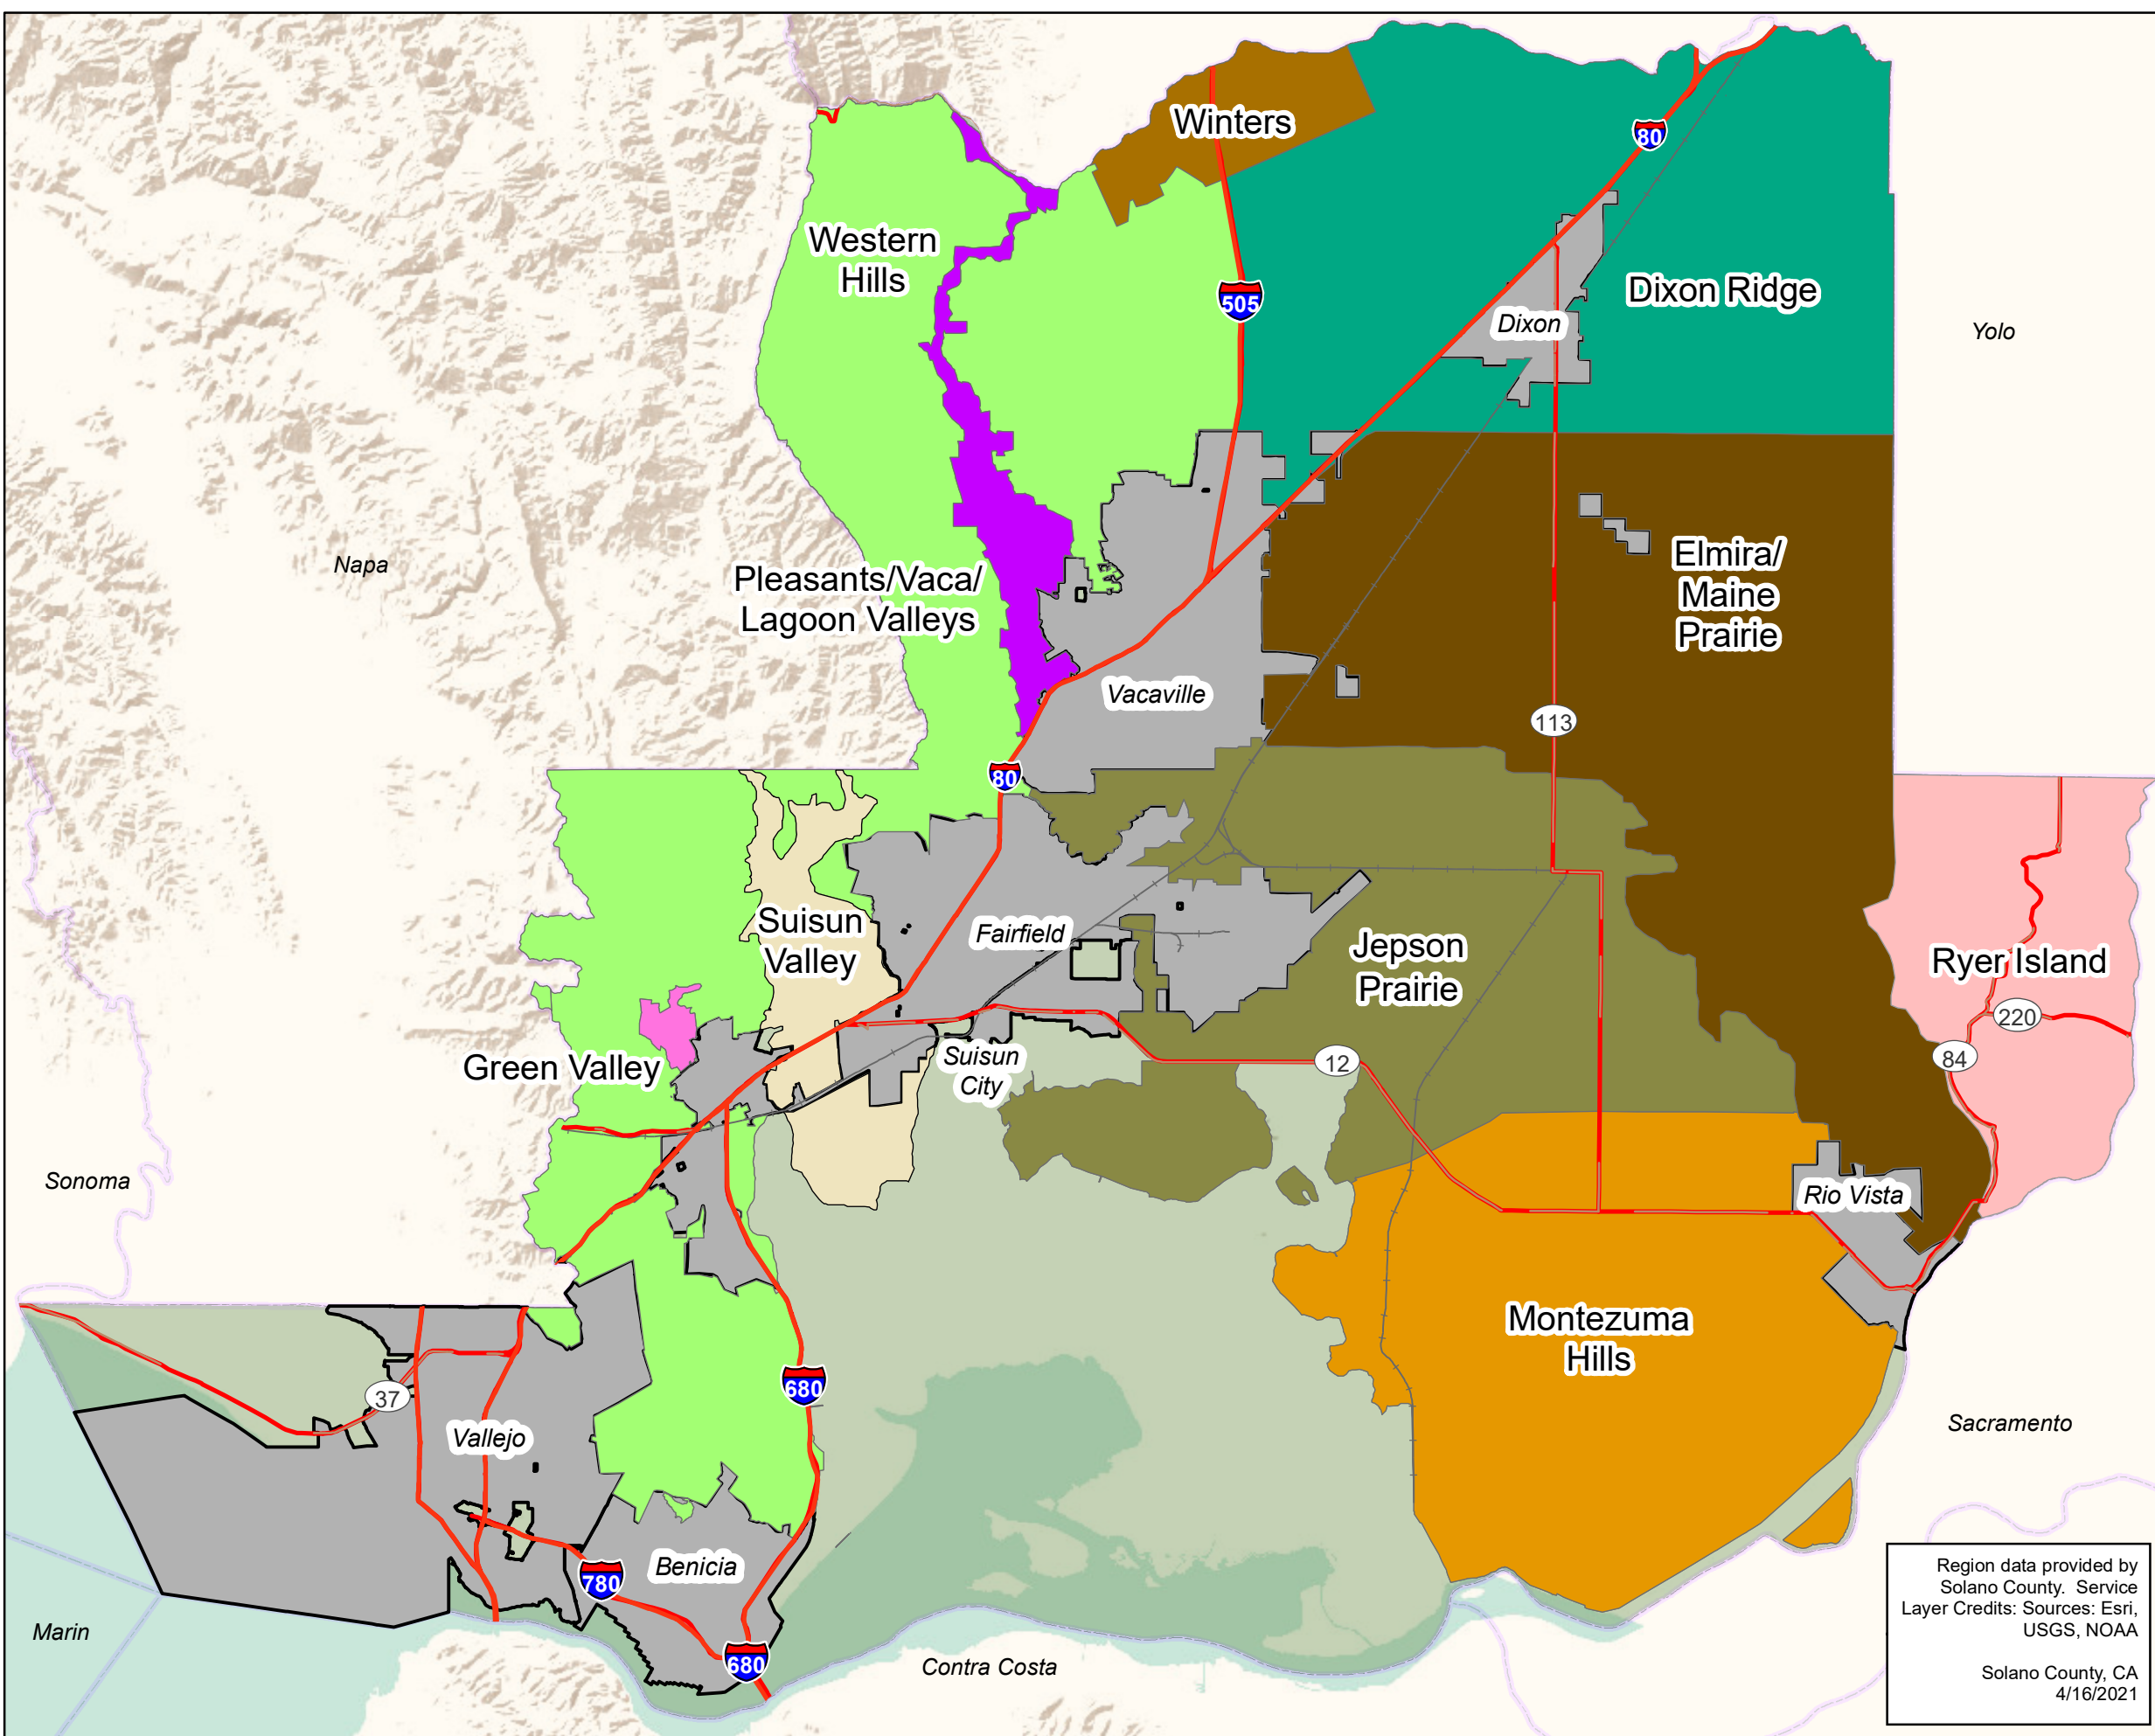 Winters
80
Western
Hills
505
Dixon Ridge
Dixon
Yolo
Napa
Elmira/
Maine
Prairie
Pleasants/Vaca/
Lagoon Valleys
Vacaville
113
80
Suisun
Valley
Fairfield
Jepson
Prairie
Ryer Island
220
Green Valley
Suisun
City
12
84
Sonoma
Rio Vista
Montezuma
Hills
37
680
Vallejo
Sacramento
780
Benicia
Marin
680
Contra Costa
Region data provided by
Solano County. Service
Layer Credits: Sources: Esri,
USGS, NOAA
Solano County, CA
4/16/2021